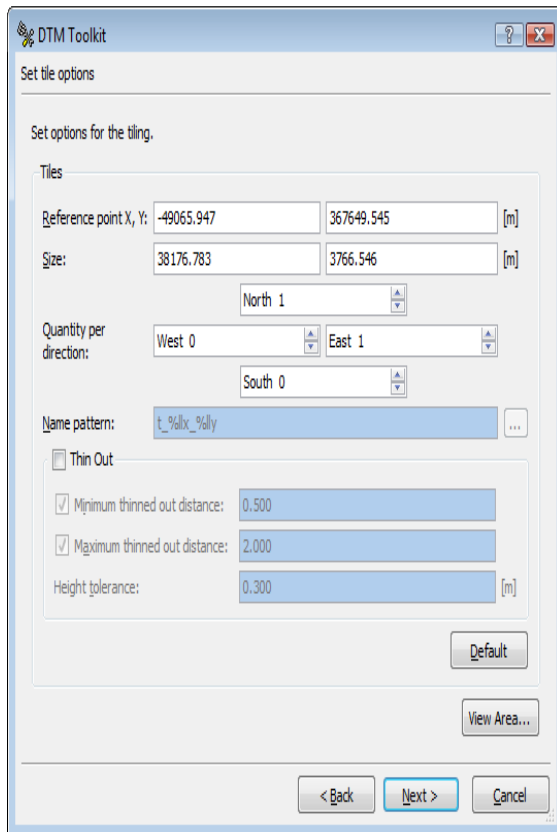 DTM Toolkit
Set tile options
Set options for the tiling.
Tiles
Reference point X, Y: -49065.947 367649.545 [m]
Size: 38176.783 3766.546 [m]
North 1
Quantity per direction: West 0 East 1
South 0
Name pattern: t_%llx_%lly ...
Thin Out
Minimum thinned out distance: 0.500
Maximum thinned out distance: 2.000
Height tolerance: 0.300 [m]
Default
View Area...
< Back Next > Cancel